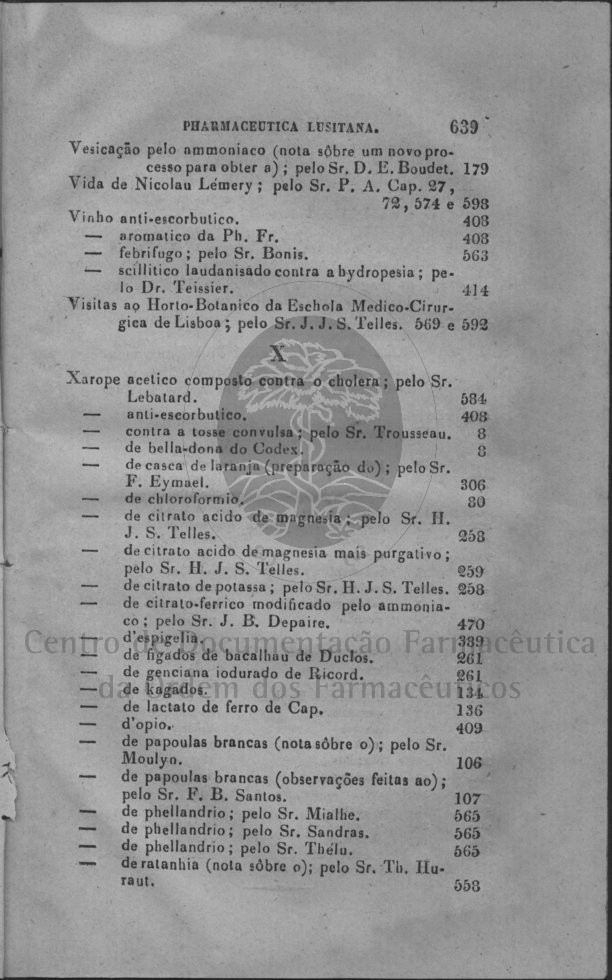 PHARMACEUTICA LUSITANA. 639
Vesicação pelo ammoniaco (nota sôbre um novo pro-
cesso para obter a) ; pelo Sr. D. E. Boudet. 179
Vida de Nicolau Lémery ; pelo Sr. P. A. Cap. 27,
72, 574 e 598
Vinho anti-escorbutico. 403
— aromatico da Ph. Fr. 403
— febrifugo ; pelo Sr. Bonis. 563
— scillitico laudanisado contra a hydropesia ; pe-
lo Dr. Teissier. 414
Visitas ao Horto-Botanico da Eschola Medico-Cirur-
gica de Lisboa ; pelo Sr. J. J. S. Telles. 569 e 592
X
Xarope acetico composto contra o cholera ; pelo Sr.
Lebatard. 584
— anti-escorbutico. 403
— contra a tosse convulsa ; pelo Sr. Trousseau. 8
— de bella-dona do Codex. 8
— de casca de laranja (preparação do) ; pelo Sr.
F. Eymael. 306
— de chloroformio. 80
— de citrato acido de magnesia ; pelo Sr. H.
J. S. Telles. 258
— de citrato acido de magnesia mais purgativo ;
pelo Sr. H. J. S. Telles. 259
— de citrato de potassa ; pelo Sr. H. J. S. Telles. 258
— de citrato-ferrico modificado pelo ammonia-
co ; pelo Sr. J. B. Depaire. 470
— d'espigelia. 339
— de figados de bacalhau de Duclos. 261
— de genciana iodurado de Ricord. 261
— de kagados. 134
— de lactato de ferro de Cap. 136
— d'opio. 409
— de papoulas brancas (nota sôbre o) ; pelo Sr.
Moulyn. 106
— de papoulas brancas (observações feitas ao) ;
pelo Sr. F. B. Santos. 107
— de phellandrio ; pelo Sr. Mialhe. 565
— de phellandrio ; pelo Sr. Sandras. 565
— de phellandrio ; pelo Sr. Thélu. 565
— de ratanhia (nota sôbre o) ; pelo Sr. Th. Hu-
raut. 553
Centro de Documentação Farmacêutica
da Ordem dos Farmacêuticos